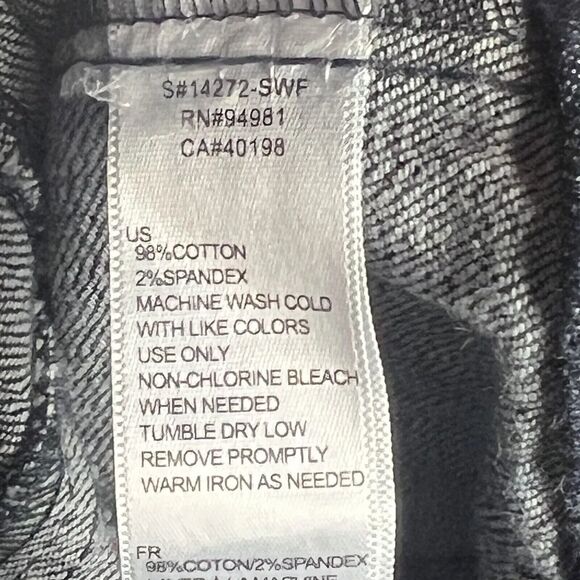 S#14272-SWF
RN#94981
CA#40198
US
98%COTTON
2%SPANDEX
MACHINE WASH COLD
WITH LIKE COLORS
USE ONLY
NON-CHLORINE BLEACH
WHEN NEEDED
TUMBLE DRY LOW
REMOVE PROMPTLY
WARM IRON AS NEEDED
FR
98%COTON/2%SPANDEX